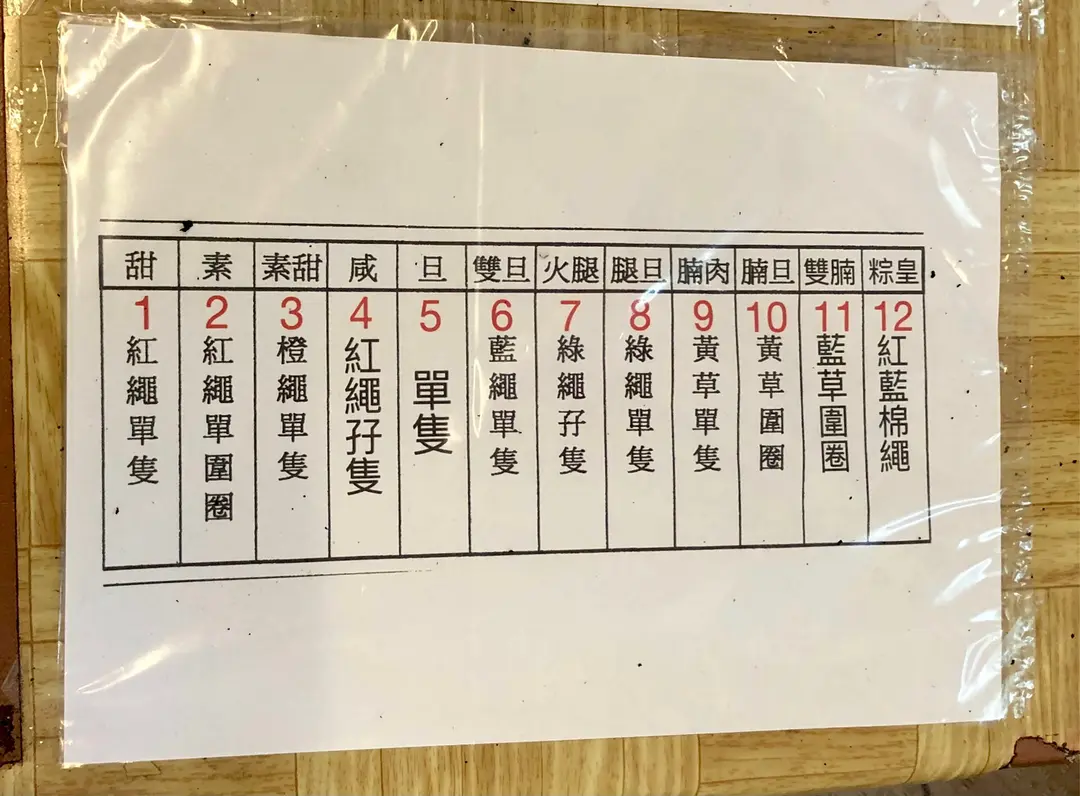 甜 素 素甜 咸 旦 雙旦 火腿 腿旦 腩肉 腩旦 雙腩 粽皇
1 2 3 4 5 6 7 8 9 10 11 12
紅繩單隻
紅繩單圍圈
橙繩單隻
紅繩孖隻
單隻
藍繩單隻
綠繩孖隻
綠繩單隻
黃草單隻
黃草圍圈
藍草圍圈
紅藍棉繩